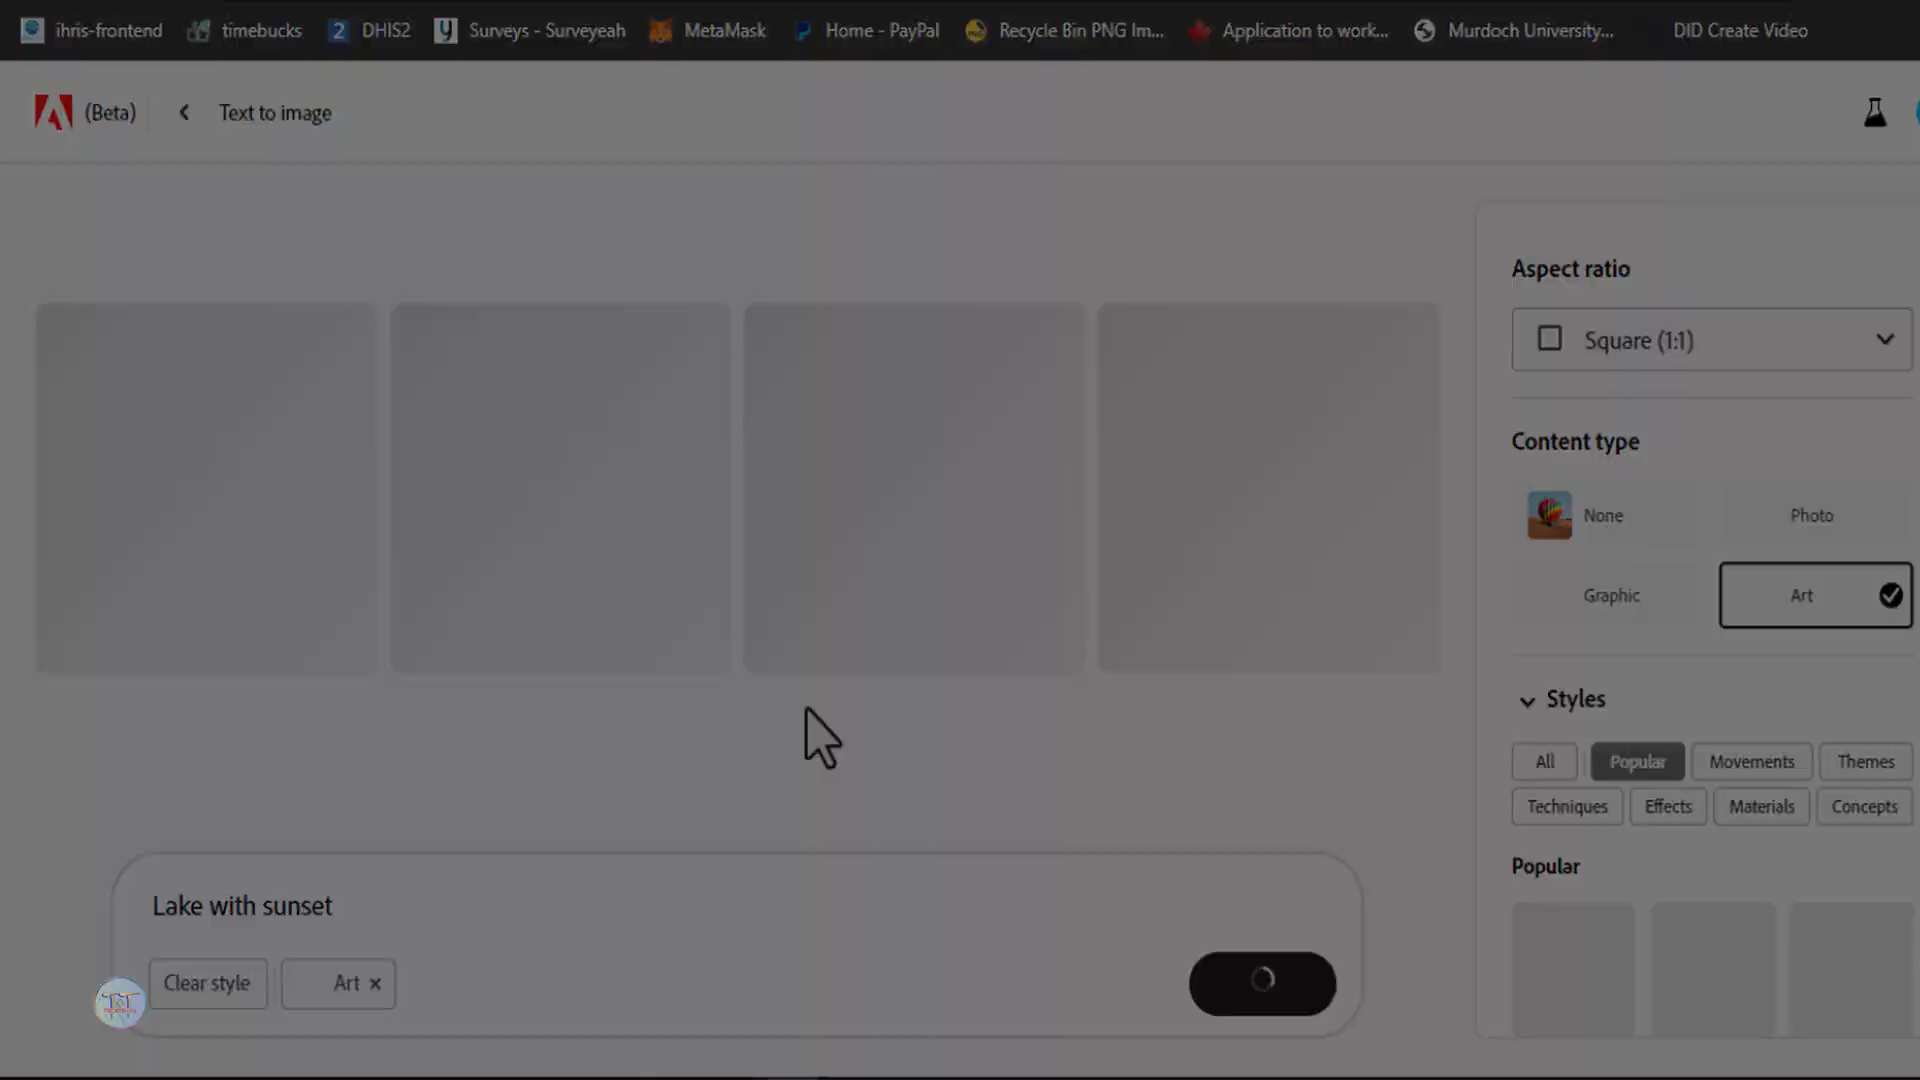 ihris-frontend timebucks 2 DHIS2 y Surveys - Surveyeah MetaMask Home - PayPal Recycle Bin PNG Im... Application to work... Murdoch University... DID Create Video
(Beta) Text to image
Aspect ratio
Square (1:1)
Content type
None Photo
Graphic Art
Styles
All Popular Movements Themes
Techniques Effects Materials Concepts
Popular
Lake with sunset
Clear style Art ×